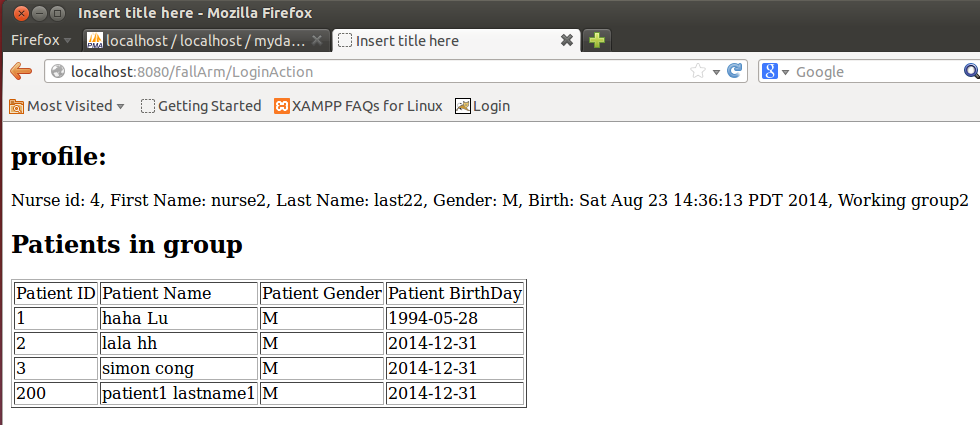 Insert title here - Mozilla Firefox
Firefox
localhost / localhost / myda... Insert title here
localhost:8080/fallArm/LoginAction Google
Most Visited Getting Started XAMPP FAQs for Linux Login
profile:
Nurse id: 4, First Name: nurse2, Last Name: last22, Gender: M, Birth: Sat Aug 23 14:36:13 PDT 2014, Working group2
Patients in group
Patient ID Patient Name Patient Gender Patient BirthDay
1 haha Lu M 1994-05-28
2 lala hh M 2014-12-31
3 simon cong M 2014-12-31
200 patient1 lastname1 M 2014-12-31